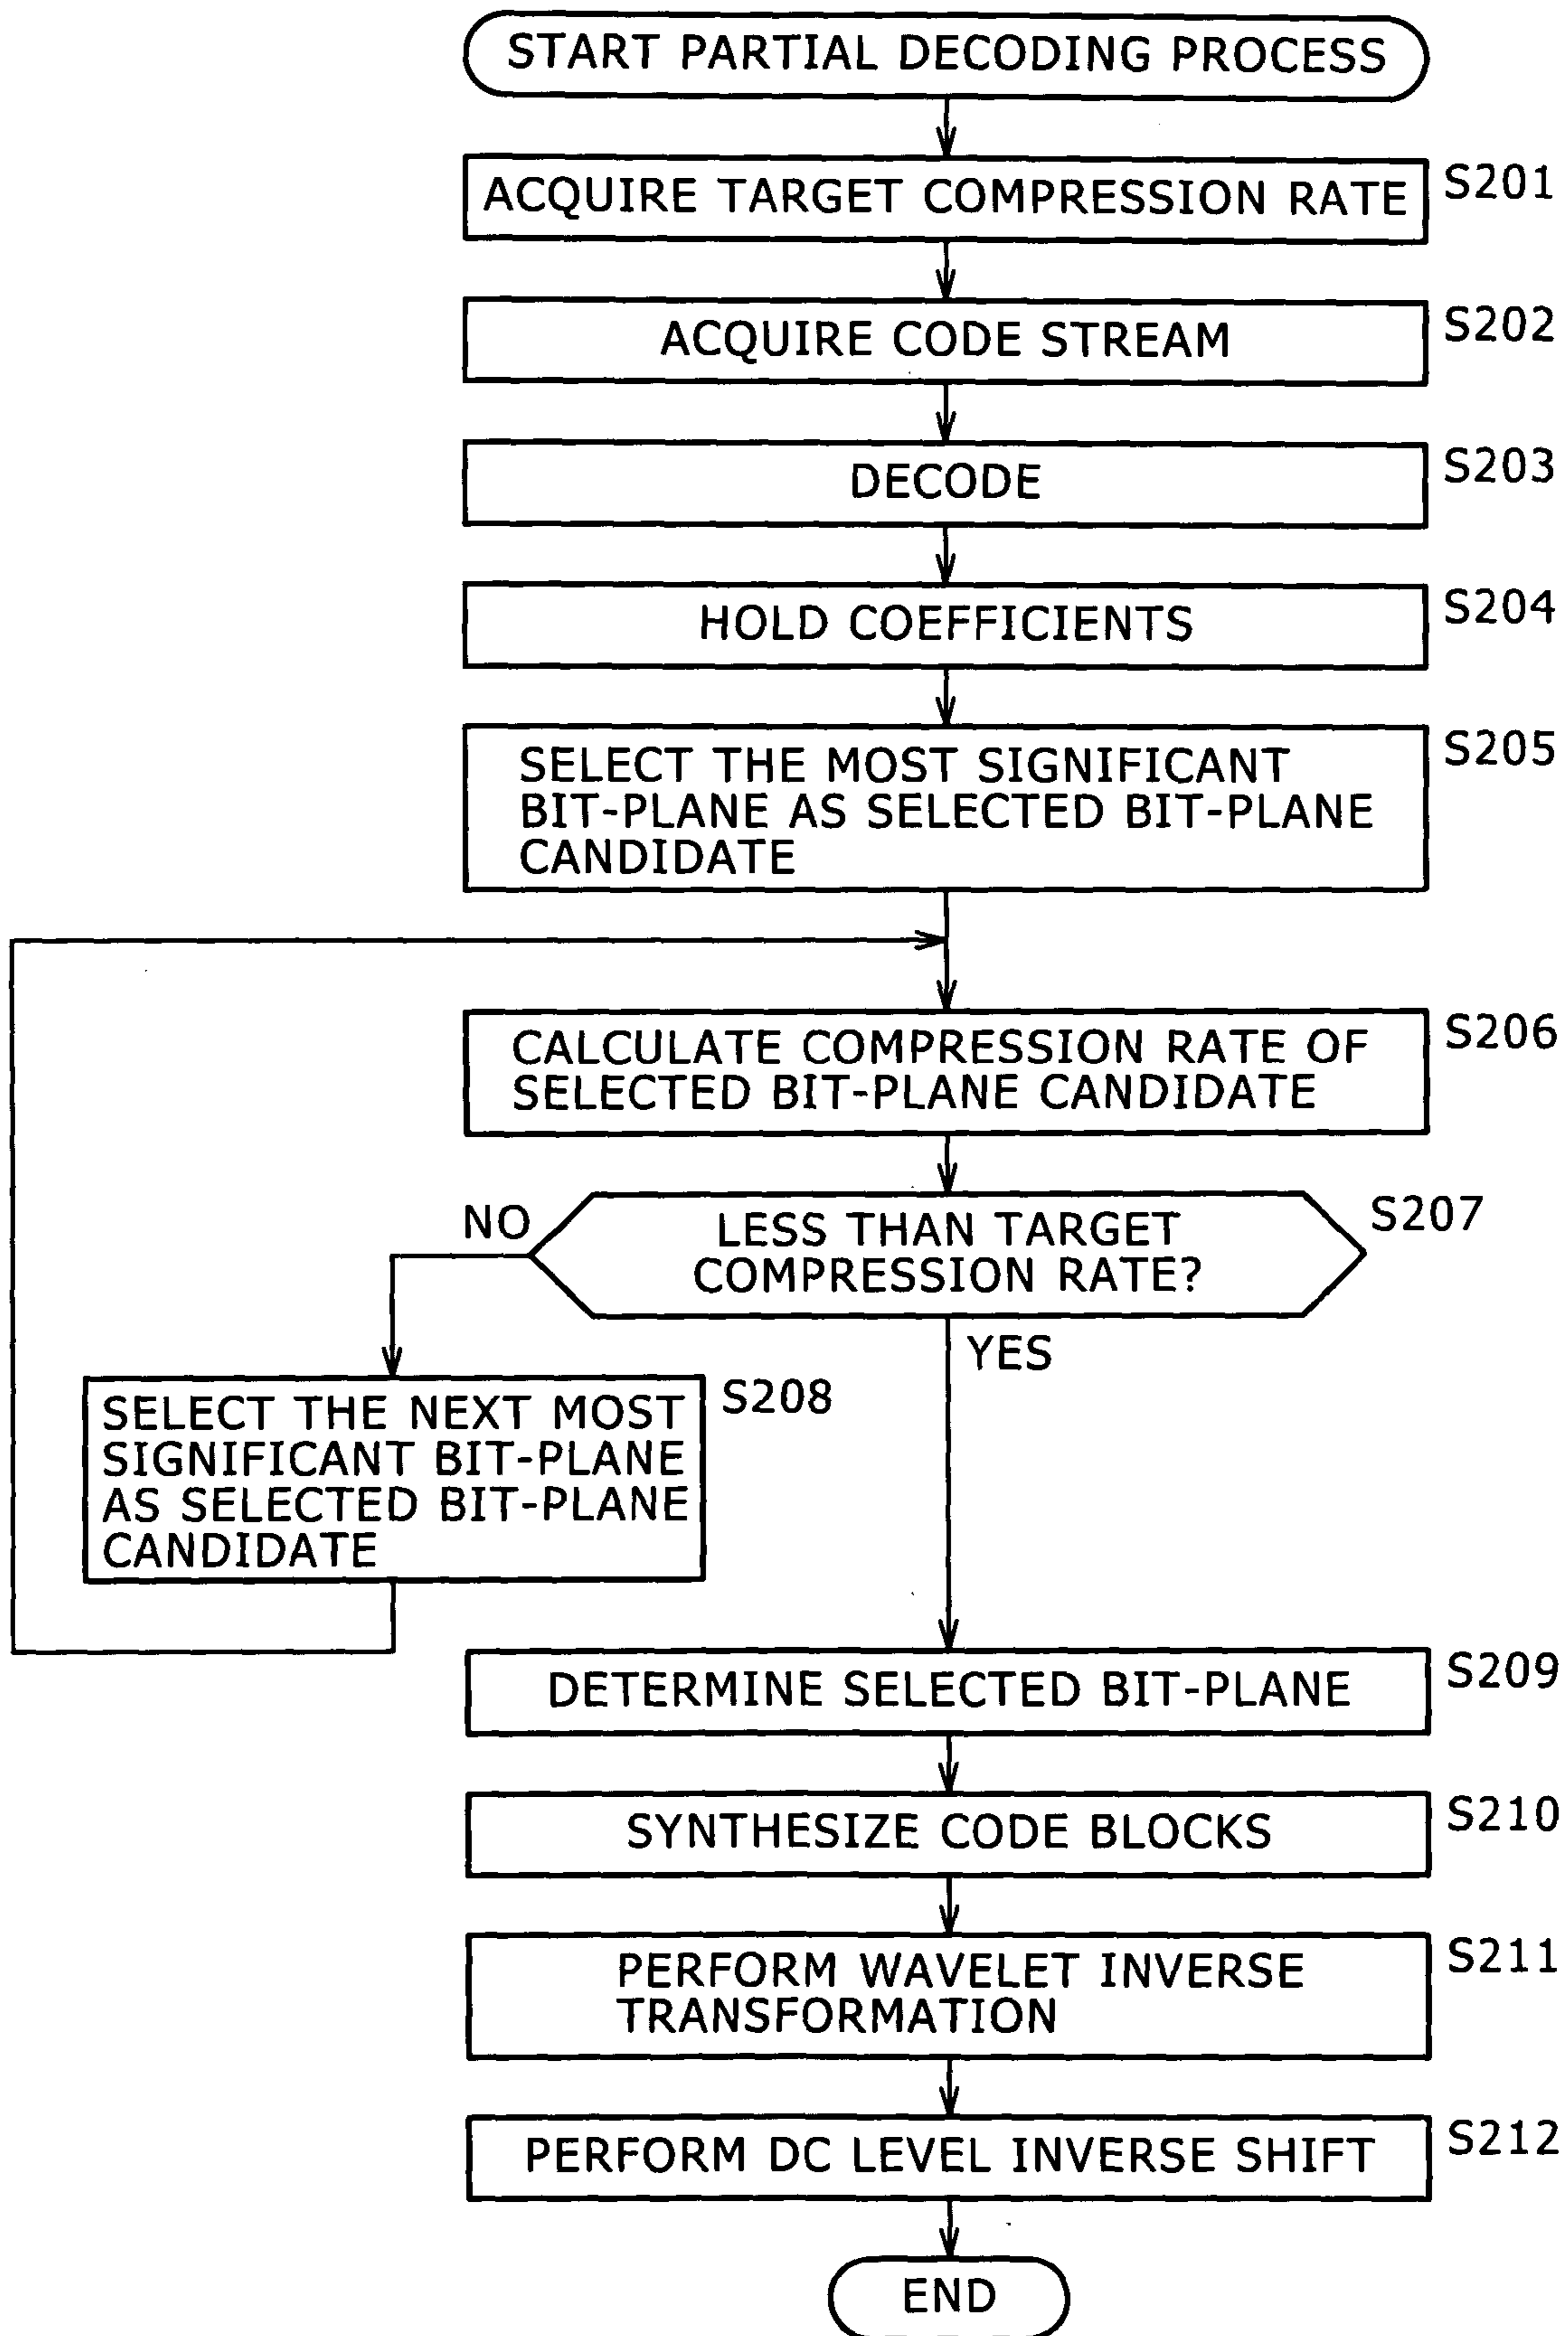 START PARTIAL DECODING PROCESS
ACQUIRE TARGET COMPRESSION RATE
S201
ACQUIRE CODE STREAM
S202
DECODE
S203
HOLD COEFFICIENTS
S204
SELECT THE MOST SIGNIFICANT
BIT-PLANE AS SELECTED BIT-PLANE
CANDIDATE
S205
CALCULATE COMPRESSION RATE OF
SELECTED BIT-PLANE CANDIDATE
S206
LESS THAN TARGET
COMPRESSION RATE?
S207
NO
YES
SELECT THE NEXT MOST
SIGNIFICANT BIT-PLANE
AS SELECTED BIT-PLANE
CANDIDATE
S208
DETERMINE SELECTED BIT-PLANE
S209
SYNTHESIZE CODE BLOCKS
S210
PERFORM WAVELET INVERSE
TRANSFORMATION
S211
PERFORM DC LEVEL INVERSE SHIFT
S212
END